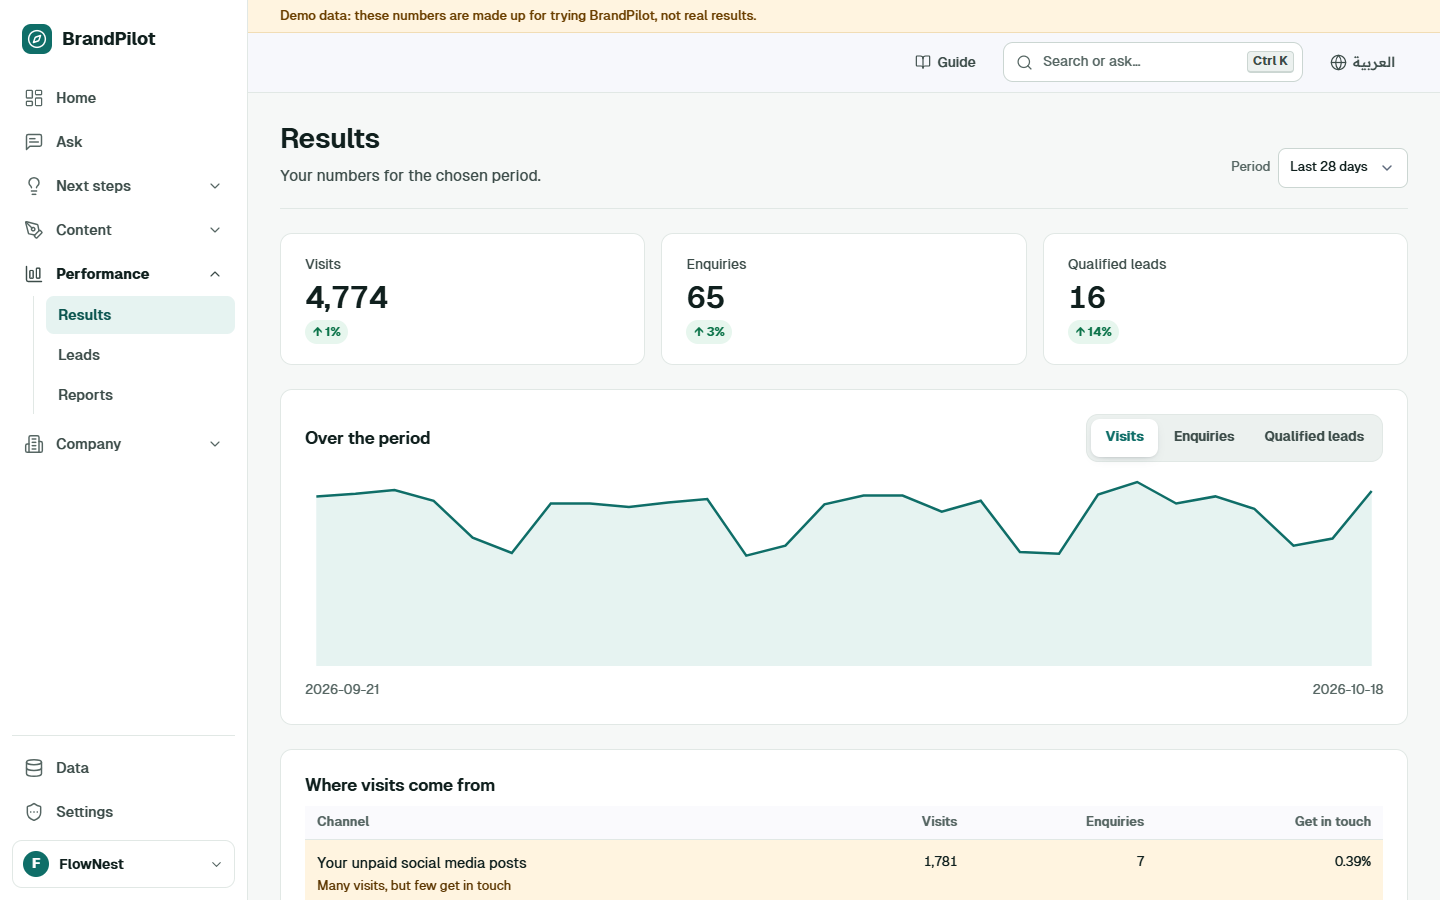 Demo data: these numbers are made up for trying BrandPilot, not real results.
BrandPilot
Guide
Search or ask...
Ctrl K
العربية
Home
Ask
Next steps
Content
Performance
Results
Leads
Reports
Company
Data
Settings
F FlowNest
Results
Your numbers for the chosen period.
Period
Last 28 days
Visits
4,774
↑ 1%
Enquiries
65
↑ 3%
Qualified leads
16
↑ 14%
Over the period
Visits Enquiries Qualified leads
2026-09-21 2026-10-18
Where visits come from
Channel Visits Enquiries Get in touch
Your unpaid social media posts 1,781 7 0.39%
Many visits, but few get in touch